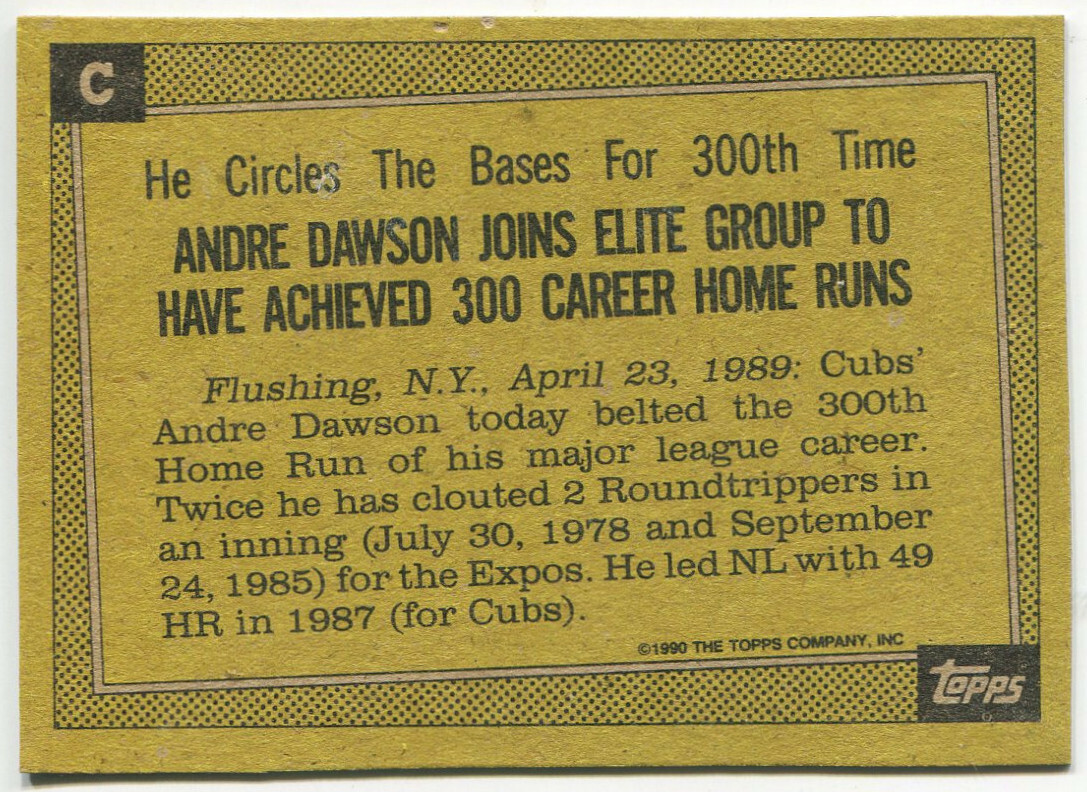 C
He Circles The Bases For 300th Time
ANDRE DAWSON JOINS ELITE GROUP TO
HAVE ACHIEVED 300 CAREER HOME RUNS
Flushing, N.Y., April 23, 1989: Cubs'
Andre Dawson today belted the 300th
Home Run of his major league career.
Twice he has clouted 2 Roundtrippers in
an inning (July 30, 1978 and September
24, 1985) for the Expos. He led NL with 49
HR in 1987 (for Cubs).
©1990 THE TOPPS COMPANY, INC
TOPPS